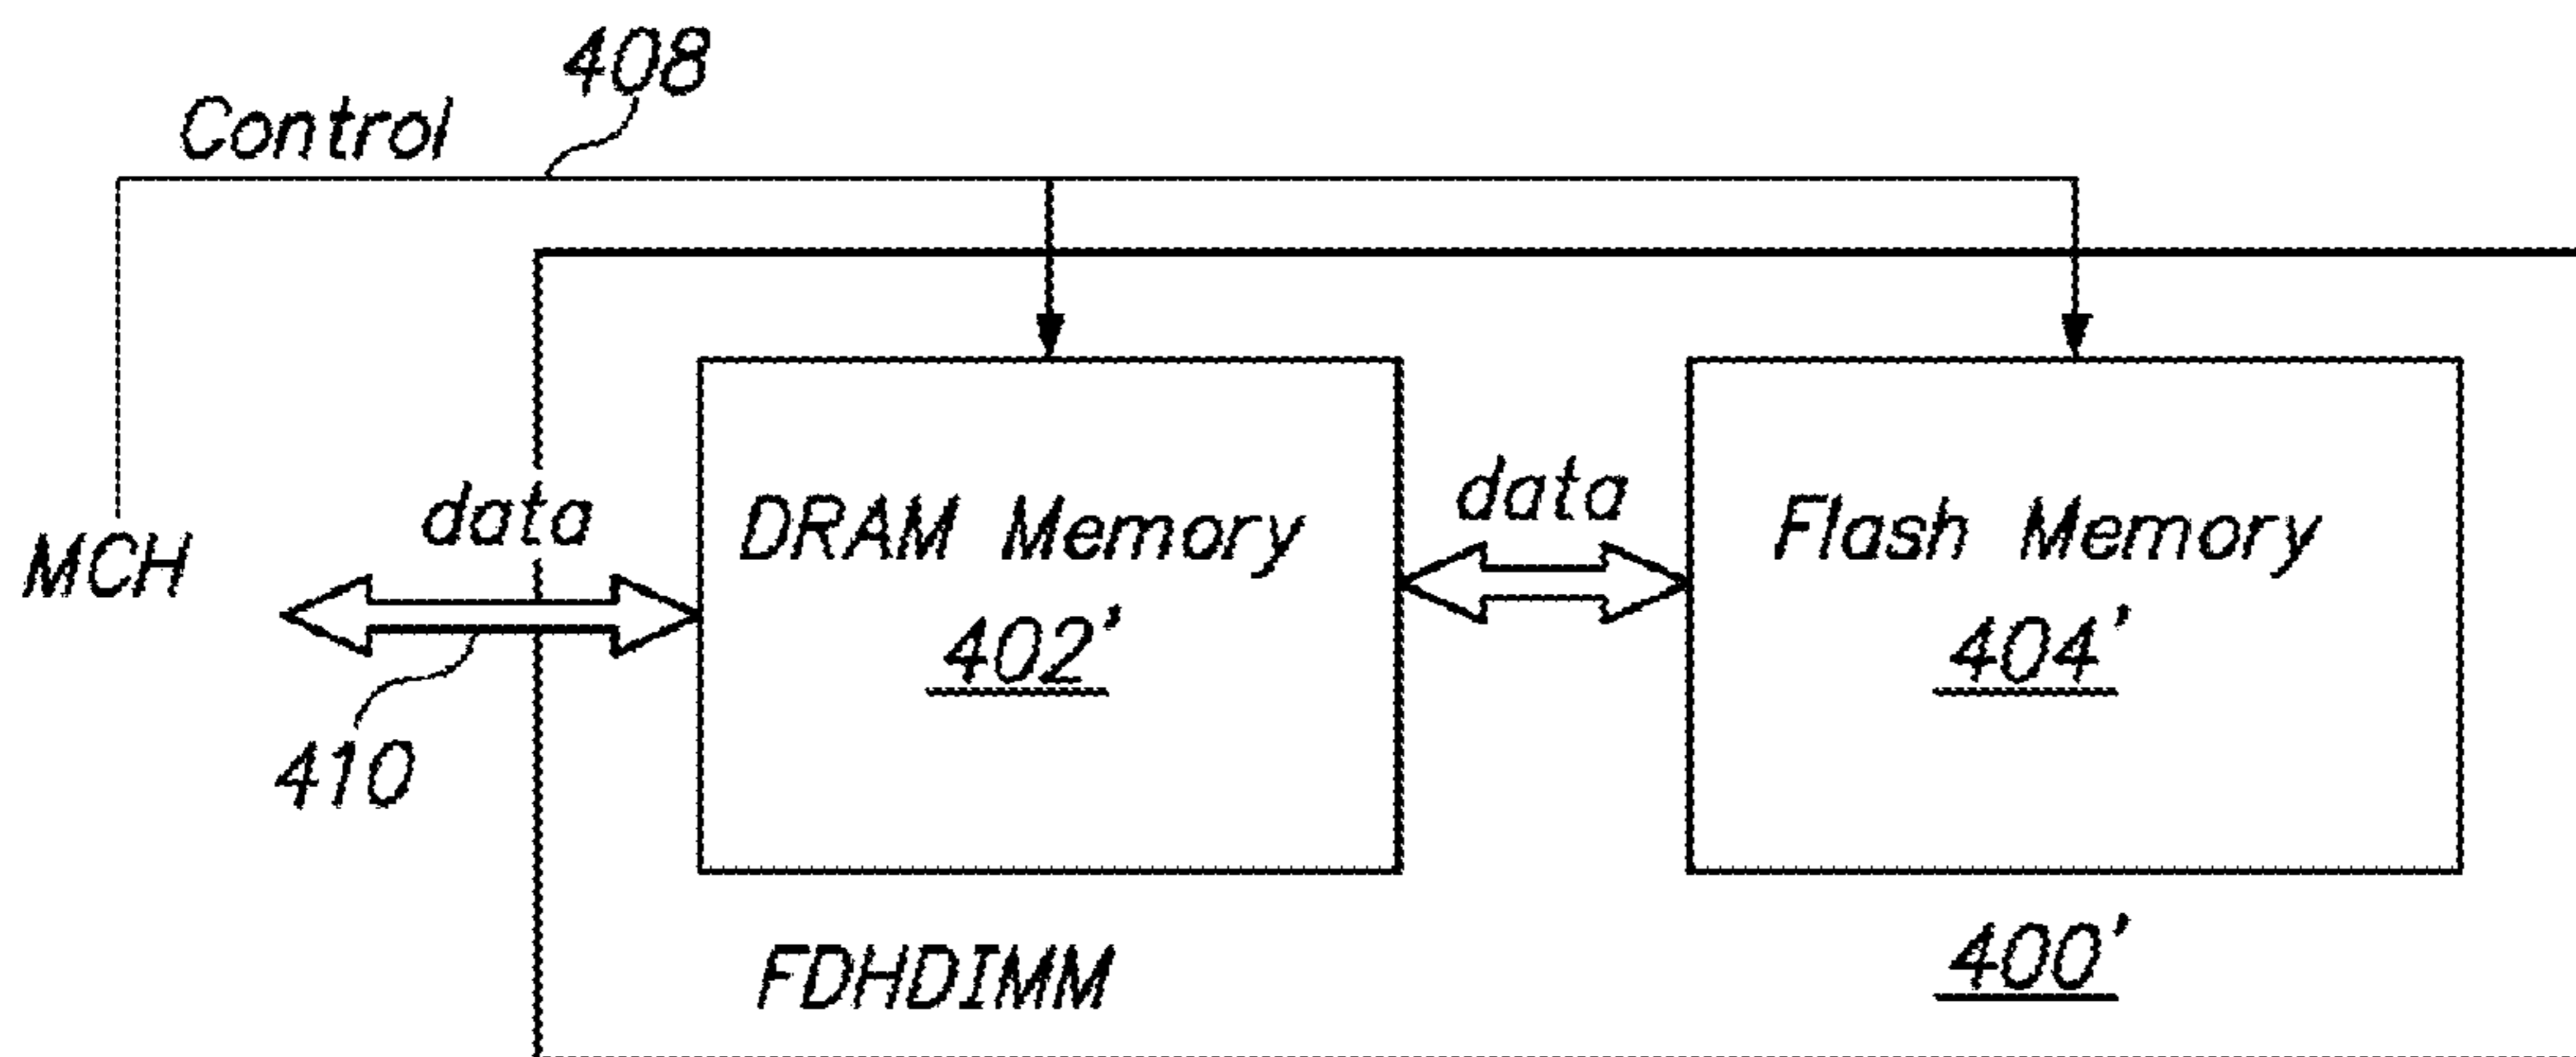 408
Control
data
data
MCH
DRAM Memory
402'
Flash Memory
404'
410
FDHDIMM
400'